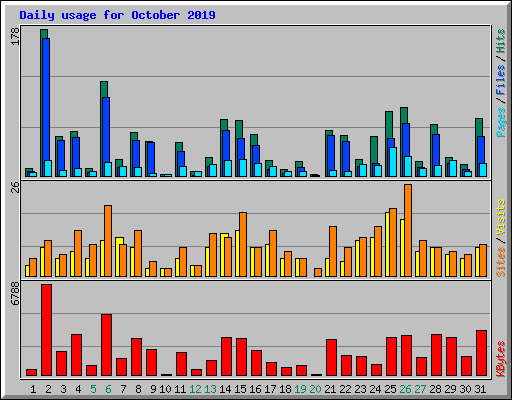 Daily usage for October 2019
178
Pages / Files / Hits
26
Sites / Visits
6788
KBytes
1 2 3 4 5 6 7 8 9 10 11 12 13 14 15 16 17 18 19 20 21 22 23 24 25 26 27 28 29 30 31